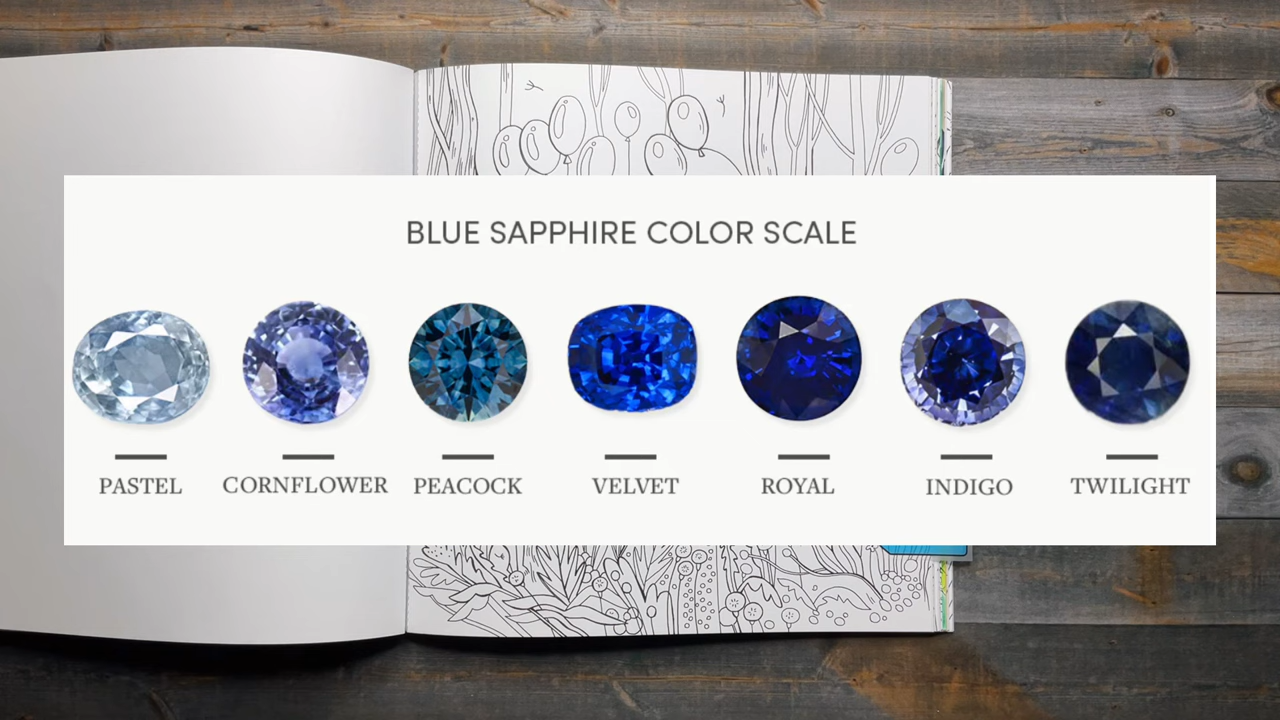 BLUE SAPPHIRE COLOR SCALE
PASTEL CORNFLOWER PEACOCK VELVET ROYAL INDIGO TWILIGHT